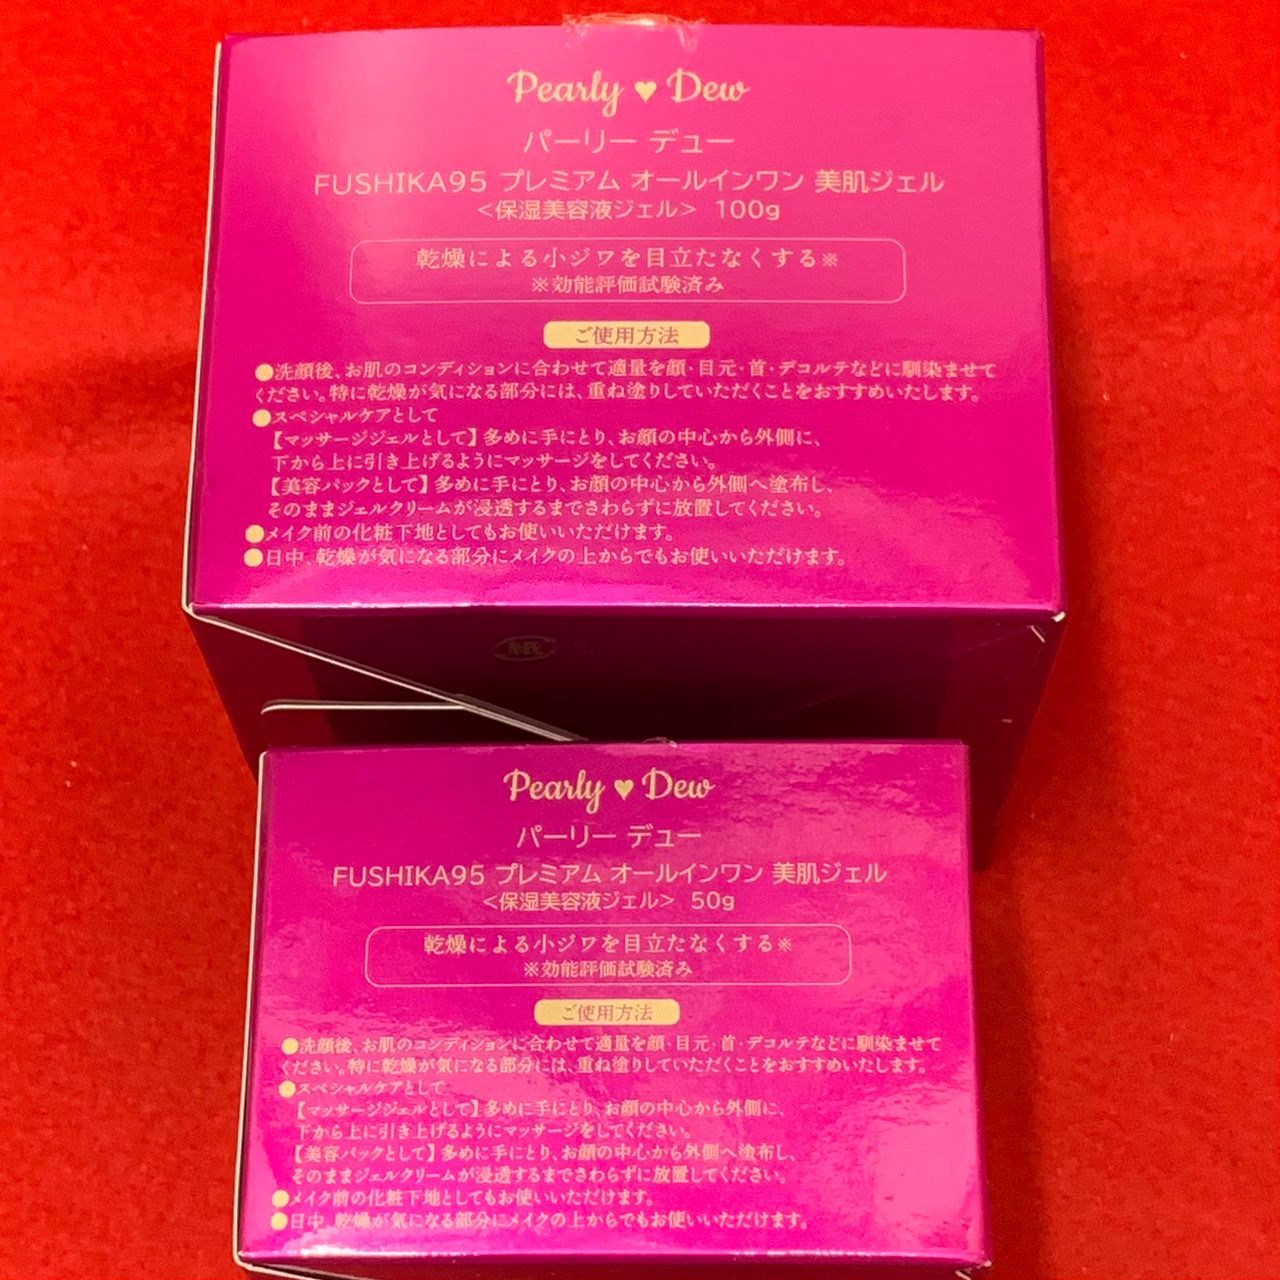 Pearly ♥ Dew
パーリー デュー
FUSHIKA95 プレミアム オールインワン 美肌ジェル
＜保湿美容液ジェル＞ 100g
乾燥による小ジワを目立たなくする※
※効能評価試験済み
ご使用方法
●洗顔後、お肌のコンディションに合わせて適量を顔・目元・首・デコルテなどに馴染ませて
ください。特に乾燥が気になる部分には、重ね塗りしていただくことをおすすめいたします。
●スペシャルケアとして
【マッサージジェルとして】多めに手にとり、お顔の中心から外側に、
下から上に引き上げるようにマッサージをしてください。
【美容パックとして】多めに手にとり、お顔の中心から外側へ塗布し、
そのままジェルクリームが浸透するまでさわらずに放置してください。
●メイク前の化粧下地としてもお使いいただけます。
●日中、乾燥が気になる部分にメイクの上からでもお使いいただけます。
紙
Pearly ♥ Dew
パーリー デュー
FUSHIKA95 プレミアム オールインワン 美肌ジェル
＜保湿美容液ジェル＞ 50g
乾燥による小ジワを目立たなくする※
※効能評価試験済み
ご使用方法
●洗顔後、お肌のコンディションに合わせて適量を顔・目元・首・デコルテなどに馴染ませて
ください。特に乾燥が気になる部分には、重ね塗りしていただくことをおすすめいたします。
●スペシャルケアとして
【マッサージジェルとして】多めに手にとり、お顔の中心から外側に、
下から上に引き上げるようにマッサージをしてください。
【美容パックとして】多めに手にとり、お顔の中心から外側へ塗布し、
そのままジェルクリームが浸透するまでさわらずに放置してください。
●メイク前の化粧下地としてもお使いいただけます。
●日中、乾燥が気になる部分にメイクの上からでもお使いいただけます。